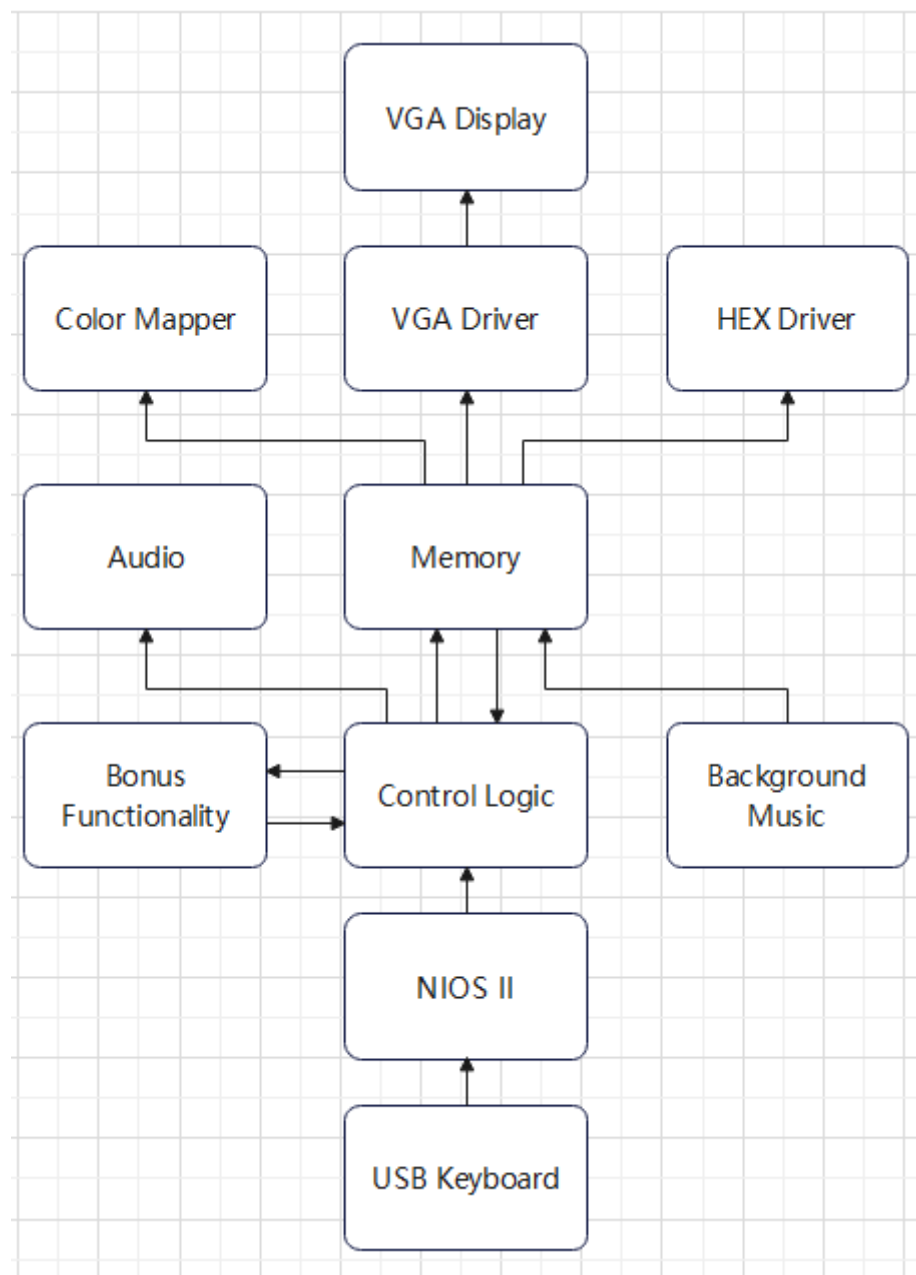 VGA Display
Color Mapper
VGA Driver
HEX Driver
Audio
Memory
Bonus
Functionality
Control Logic
Background
Music
NIOS II
USB Keyboard